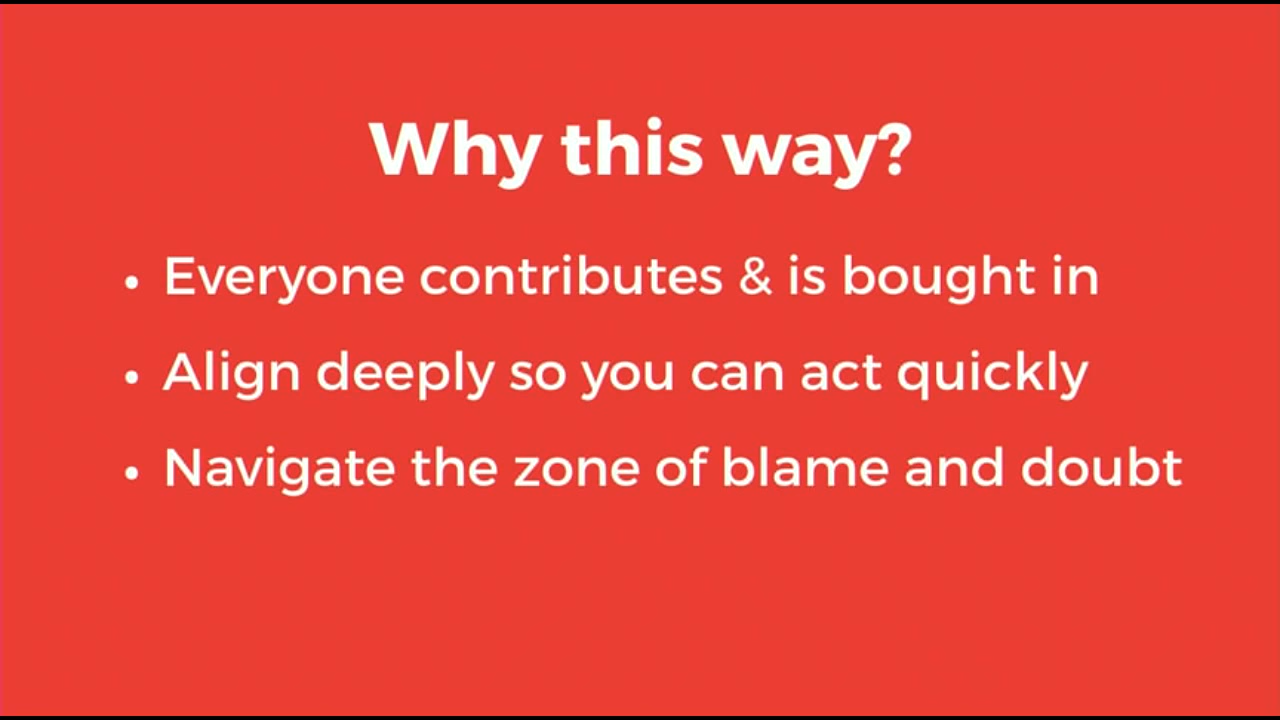 Why this way?
• Everyone contributes & is bought in
• Align deeply so you can act quickly
• Navigate the zone of blame and doubt